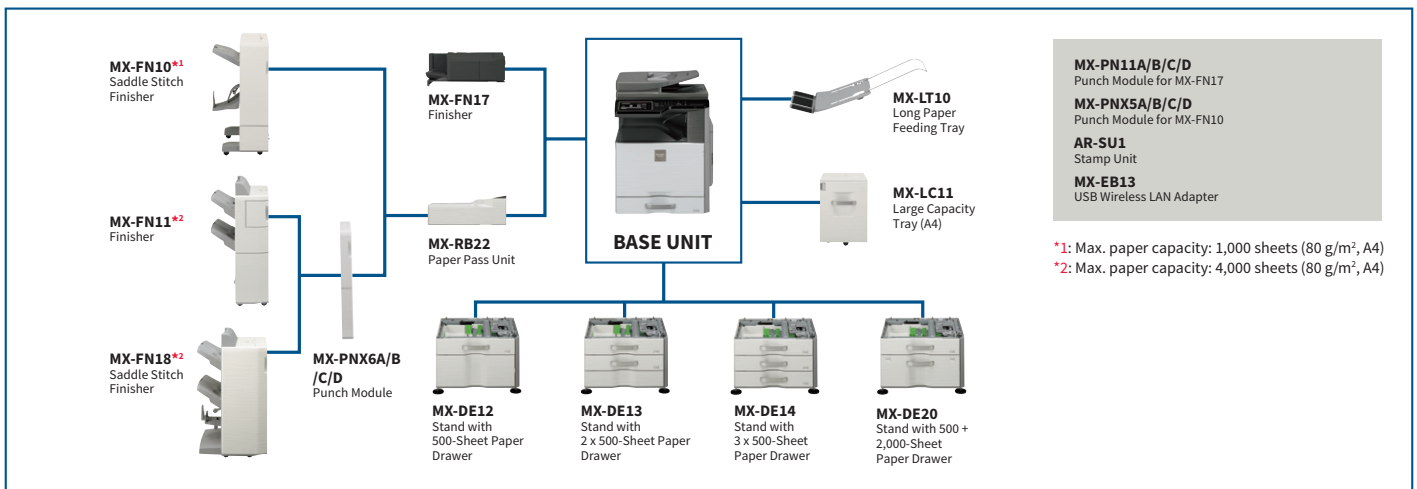 MX-FN10*1
Saddle Stitch
Finisher
MX-FN11*2
Finisher
MX-FN18*2
Saddle Stitch
Finisher
MX-PNX6A/B
/C/D
Punch Module
MX-FN17
Finisher
MX-RB22
Paper Pass Unit
BASE UNIT
MX-LT10
Long Paper
Feeding Tray
MX-LC11
Large Capacity
Tray (A4)
MX-DE12
Stand with
500-Sheet Paper
Drawer
MX-DE13
Stand with
2 x 500-Sheet Paper
Drawer
MX-DE14
Stand with
3 x 500-Sheet
Paper Drawer
MX-DE20
Stand with 500 +
2,000-Sheet
Paper Drawer
MX-PN11A/B/C/D
Punch Module for MX-FN17
MX-PNX5A/B/C/D
Punch Module for MX-FN10
AR-SU1
Stamp Unit
MX-EB13
USB Wireless LAN Adapter
*1: Max. paper capacity: 1,000 sheets (80 g/m², A4)
*2: Max. paper capacity: 4,000 sheets (80 g/m², A4)